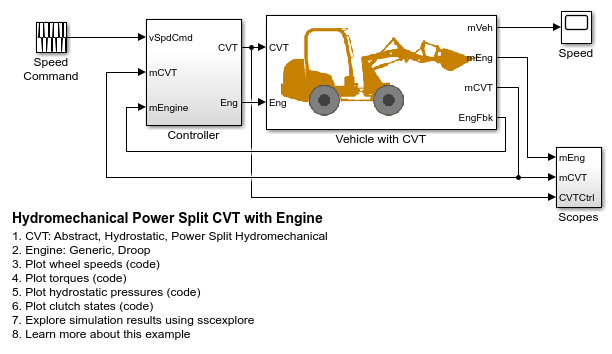 Speed
Command
vSpdCmd
mCVT
mEngine
CVT
Eng
Controller
CVT
Eng
mVeh
mEng
mCVT
EngFbk
Vehicle with CVT
Speed
mEng
mCVT
CVTCtrl
Scopes
Hydromechanical Power Split CVT with Engine
1. CVT: Abstract, Hydrostatic, Power Split Hydromechanical
2. Engine: Generic, Droop
3. Plot wheel speeds (code)
4. Plot torques (code)
5. Plot hydrostatic pressures (code)
6. Plot clutch states (code)
7. Explore simulation results using sscexplore
8. Learn more about this example